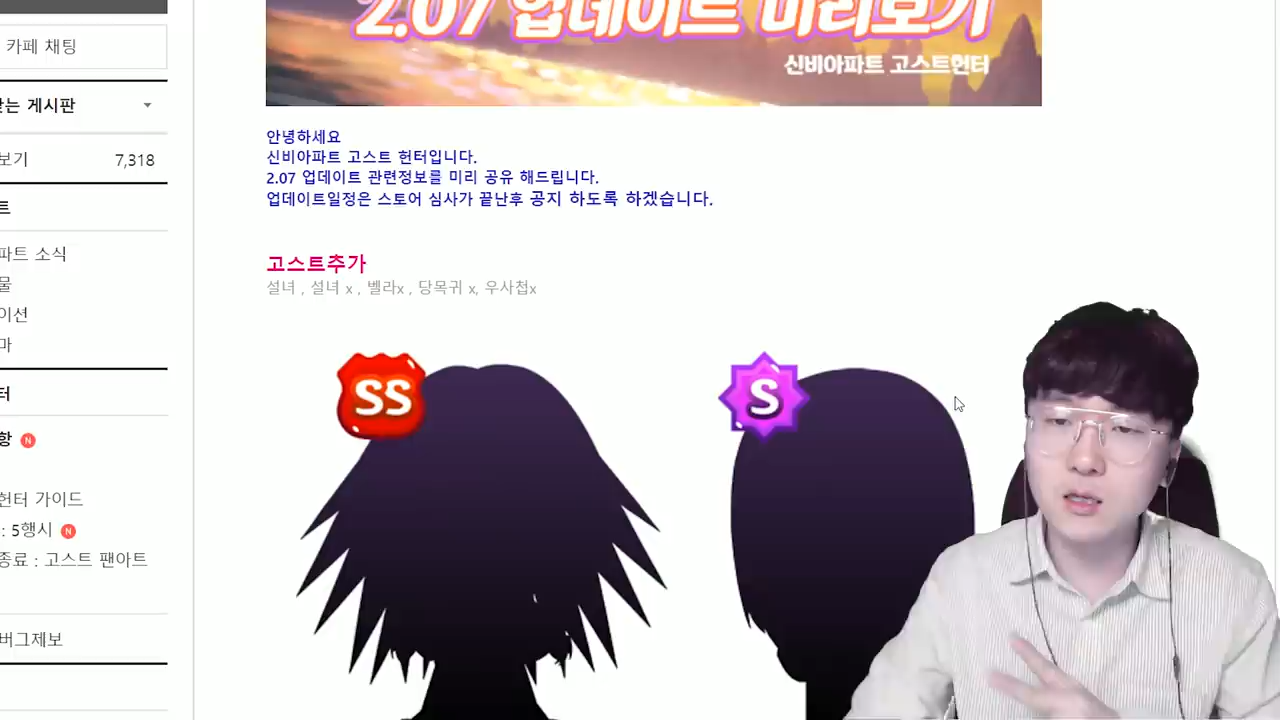 2.07 업데이트 미리보기
신비아파트 고스트헌터
카페 채팅
찾는 게시판
보기 7,318
안녕하세요
신비아파트 고스트 헌터입니다.
2.07 업데이트 관련정보를 미리 공유 해드립니다.
업데이트일정은 스토어 심사가 끝난후 공지 하도록 하겠습니다.
트
파트 소식
물
이션
마
고스트추가
설녀 , 설녀 x , 벨라x , 당목귀 x, 우사첩x
SS
S
터
항 N
헌터 가이드
: 5행시 N
종료 : 고스트 팬아트
버그제보